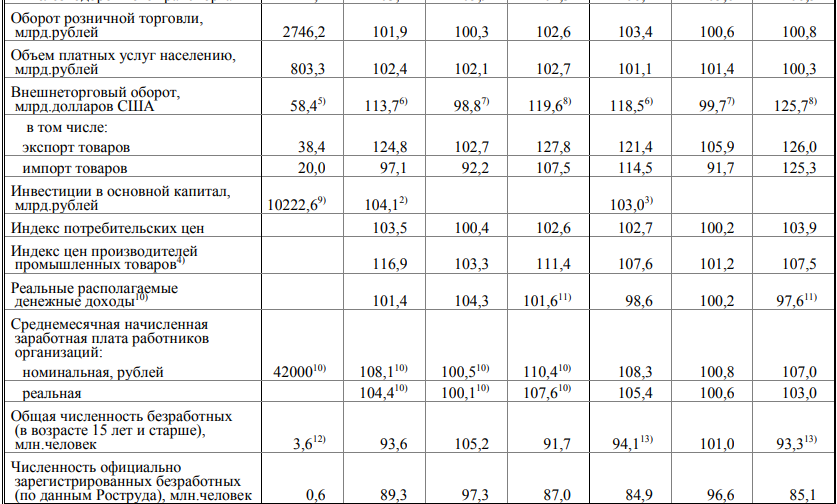 Оборот розничной торговли,
млрд.рублей 2746,2 101,9 100,3 102,6 103,4 100,6 100,8
Объем платных услуг населению,
млрд.рублей 803,3 102,4 102,1 102,7 101,1 101,4 100,3
Внешнеторговый оборот,
млрд.долларов США 58,4⁵⁾ 113,7⁶⁾ 98,8⁷⁾ 119,6⁸⁾ 118,5⁶⁾ 99,7⁷⁾ 125,7⁸⁾
в том числе:
экспорт товаров 38,4 124,8 102,7 127,8 121,4 105,9 126,0
импорт товаров 20,0 97,1 92,2 107,5 114,5 91,7 125,3
Инвестиции в основной капитал,
млрд.рублей 10222,6⁹⁾ 104,1²⁾ 103,0³⁾
Индекс потребительских цен 103,5 100,4 102,6 102,7 100,2 103,9
Индекс цен производителей
промышленных товаров⁴⁾ 116,9 103,3 111,4 107,6 101,2 107,5
Реальные располагаемые
денежные доходы¹⁰⁾ 101,4 104,3 101,6¹¹⁾ 98,6 100,2 97,6¹¹⁾
Среднемесячная начисленная
заработная плата работников
организаций:
номинальная, рублей 42000¹⁰⁾ 108,1¹⁰⁾ 100,5¹⁰⁾ 110,4¹⁰⁾ 108,3 100,8 107,0
реальная 104,4¹⁰⁾ 100,1¹⁰⁾ 107,6¹⁰⁾ 105,4 100,6 103,0
Общая численность безработных
(в возрасте 15 лет и старше),
млн.человек 3,6¹²⁾ 93,6 105,2 91,7 94,1¹³⁾ 101,0 93,3¹³⁾
Численность официально
зарегистрированных безработных
(по данным Роструда), млн.человек 0,6 89,3 97,3 87,0 84,9 96,6 85,1